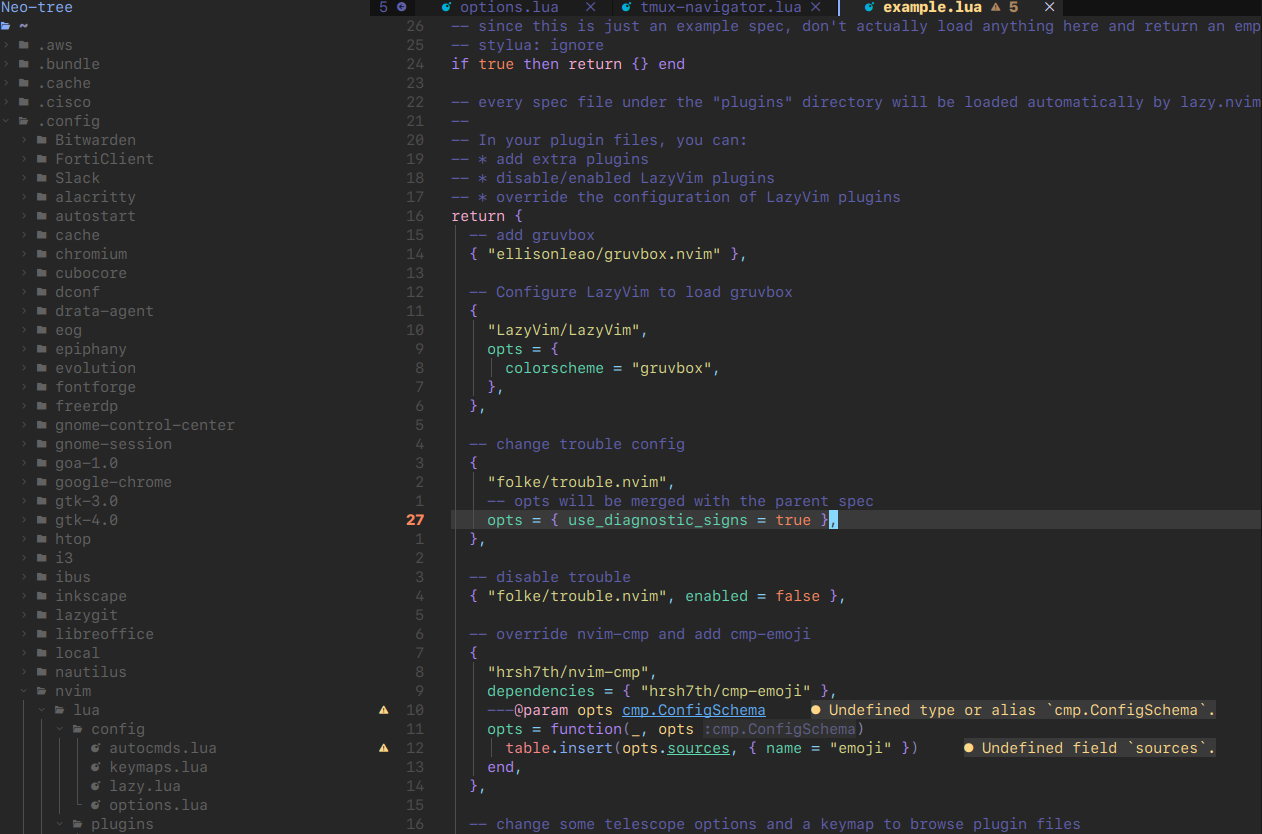 Neo-tree
~
.aws
.bundle
.cache
.cisco
.config
Bitwarden
FortiClient
Slack
alacritty
autostart
cache
chromium
cubocore
dconf
drata-agent
eog
epiphany
evolution
fontforge
freerdp
gnome-control-center
gnome-session
goa-1.0
google-chrome
gtk-3.0
gtk-4.0
htop
i3
ibus
inkscape
lazygit
libreoffice
local
nautilus
nvim
lua
config
autocmds.lua
keymaps.lua
lazy.lua
options.lua
plugins
5 options.lua tmux-navigator.lua example.lua 5
26 -- since this is just an example spec, don't actually load anything here and return an emp
25 -- stylua: ignore
24 if true then return {} end
23
22 -- every spec file under the "plugins" directory will be loaded automatically by lazy.nvim
21 --
20 -- In your plugin files, you can:
19 -- * add extra plugins
18 -- * disable/enabled LazyVim plugins
17 -- * override the configuration of LazyVim plugins
16 return {
15 -- add gruvbox
14 { "ellisonleao/gruvbox.nvim" },
13
12 -- Configure LazyVim to load gruvbox
11 {
10 "LazyVim/LazyVim",
9 opts = {
8 colorscheme = "gruvbox",
7 },
6 },
5
4 -- change trouble config
3 {
2 "folke/trouble.nvim",
1 -- opts will be merged with the parent spec
27 opts = { use_diagnostic_signs = true },
1 },
2
3 -- disable trouble
4 { "folke/trouble.nvim", enabled = false },
5
6 -- override nvim-cmp and add cmp-emoji
7 {
8 "hrsh7th/nvim-cmp",
9 dependencies = { "hrsh7th/cmp-emoji" },
10 ---@param opts cmp.ConfigSchema ● Undefined type or alias `cmp.ConfigSchema`.
11 opts = function(_, opts :cmp.ConfigSchema)
12 table.insert(opts.sources, { name = "emoji" }) ● Undefined field `sources`.
13 end,
14 },
15
16 -- change some telescope options and a keymap to browse plugin files